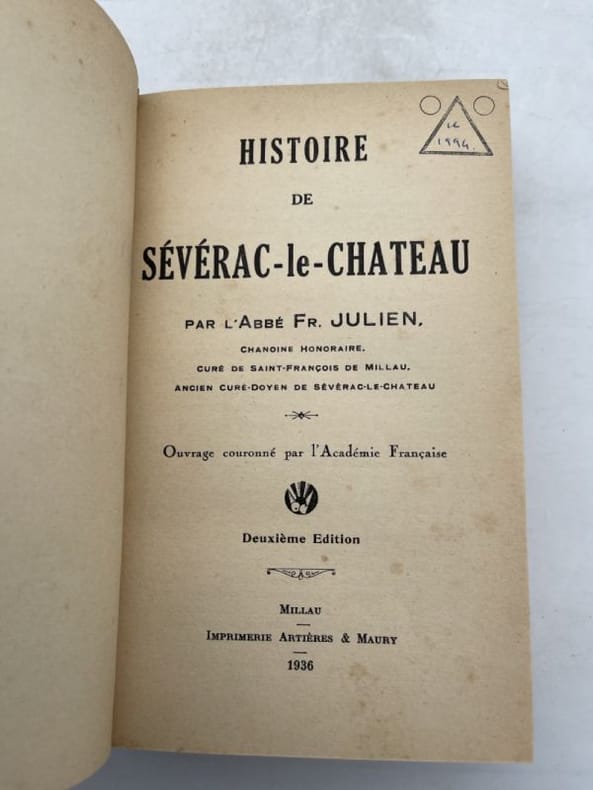 le
1994.
HISTOIRE
DE
SÉVÉRAC-le-CHATEAU
PAR L'ABBÉ FR. JULIEN,
CHANOINE HONORAIRE,
CURÉ DE SAINT-FRANÇOIS DE MILLAU,
ANCIEN CURÉ-DOYEN DE SÉVÉRAC-LE-CHATEAU
Ouvrage couronné par l'Académie Française
Deuxième Edition
MILLAU
IMPRIMERIE ARTIÈRES & MAURY
1936